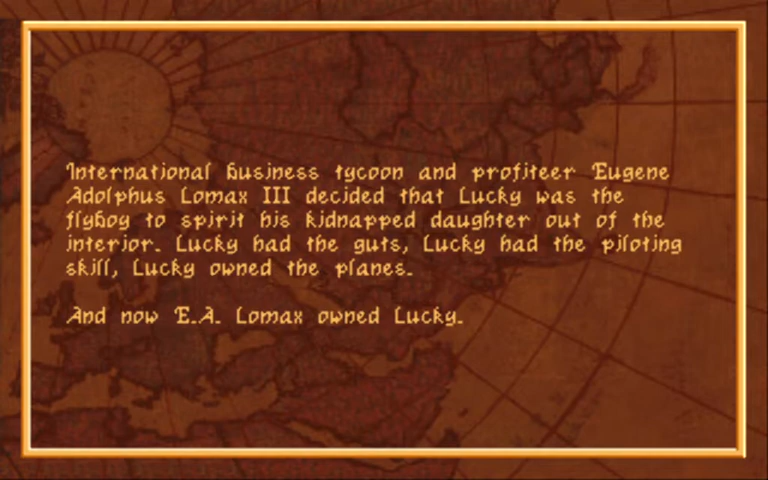 International business tycoon and profiteer Eugene
Adolphus Lomax III decided that Lucky was the
flyboy to spirit his kidnapped daughter out of the
interior. Lucky had the guts, Lucky had the piloting
skill, Lucky owned the planes.
And now E.A. Lomax owned Lucky.